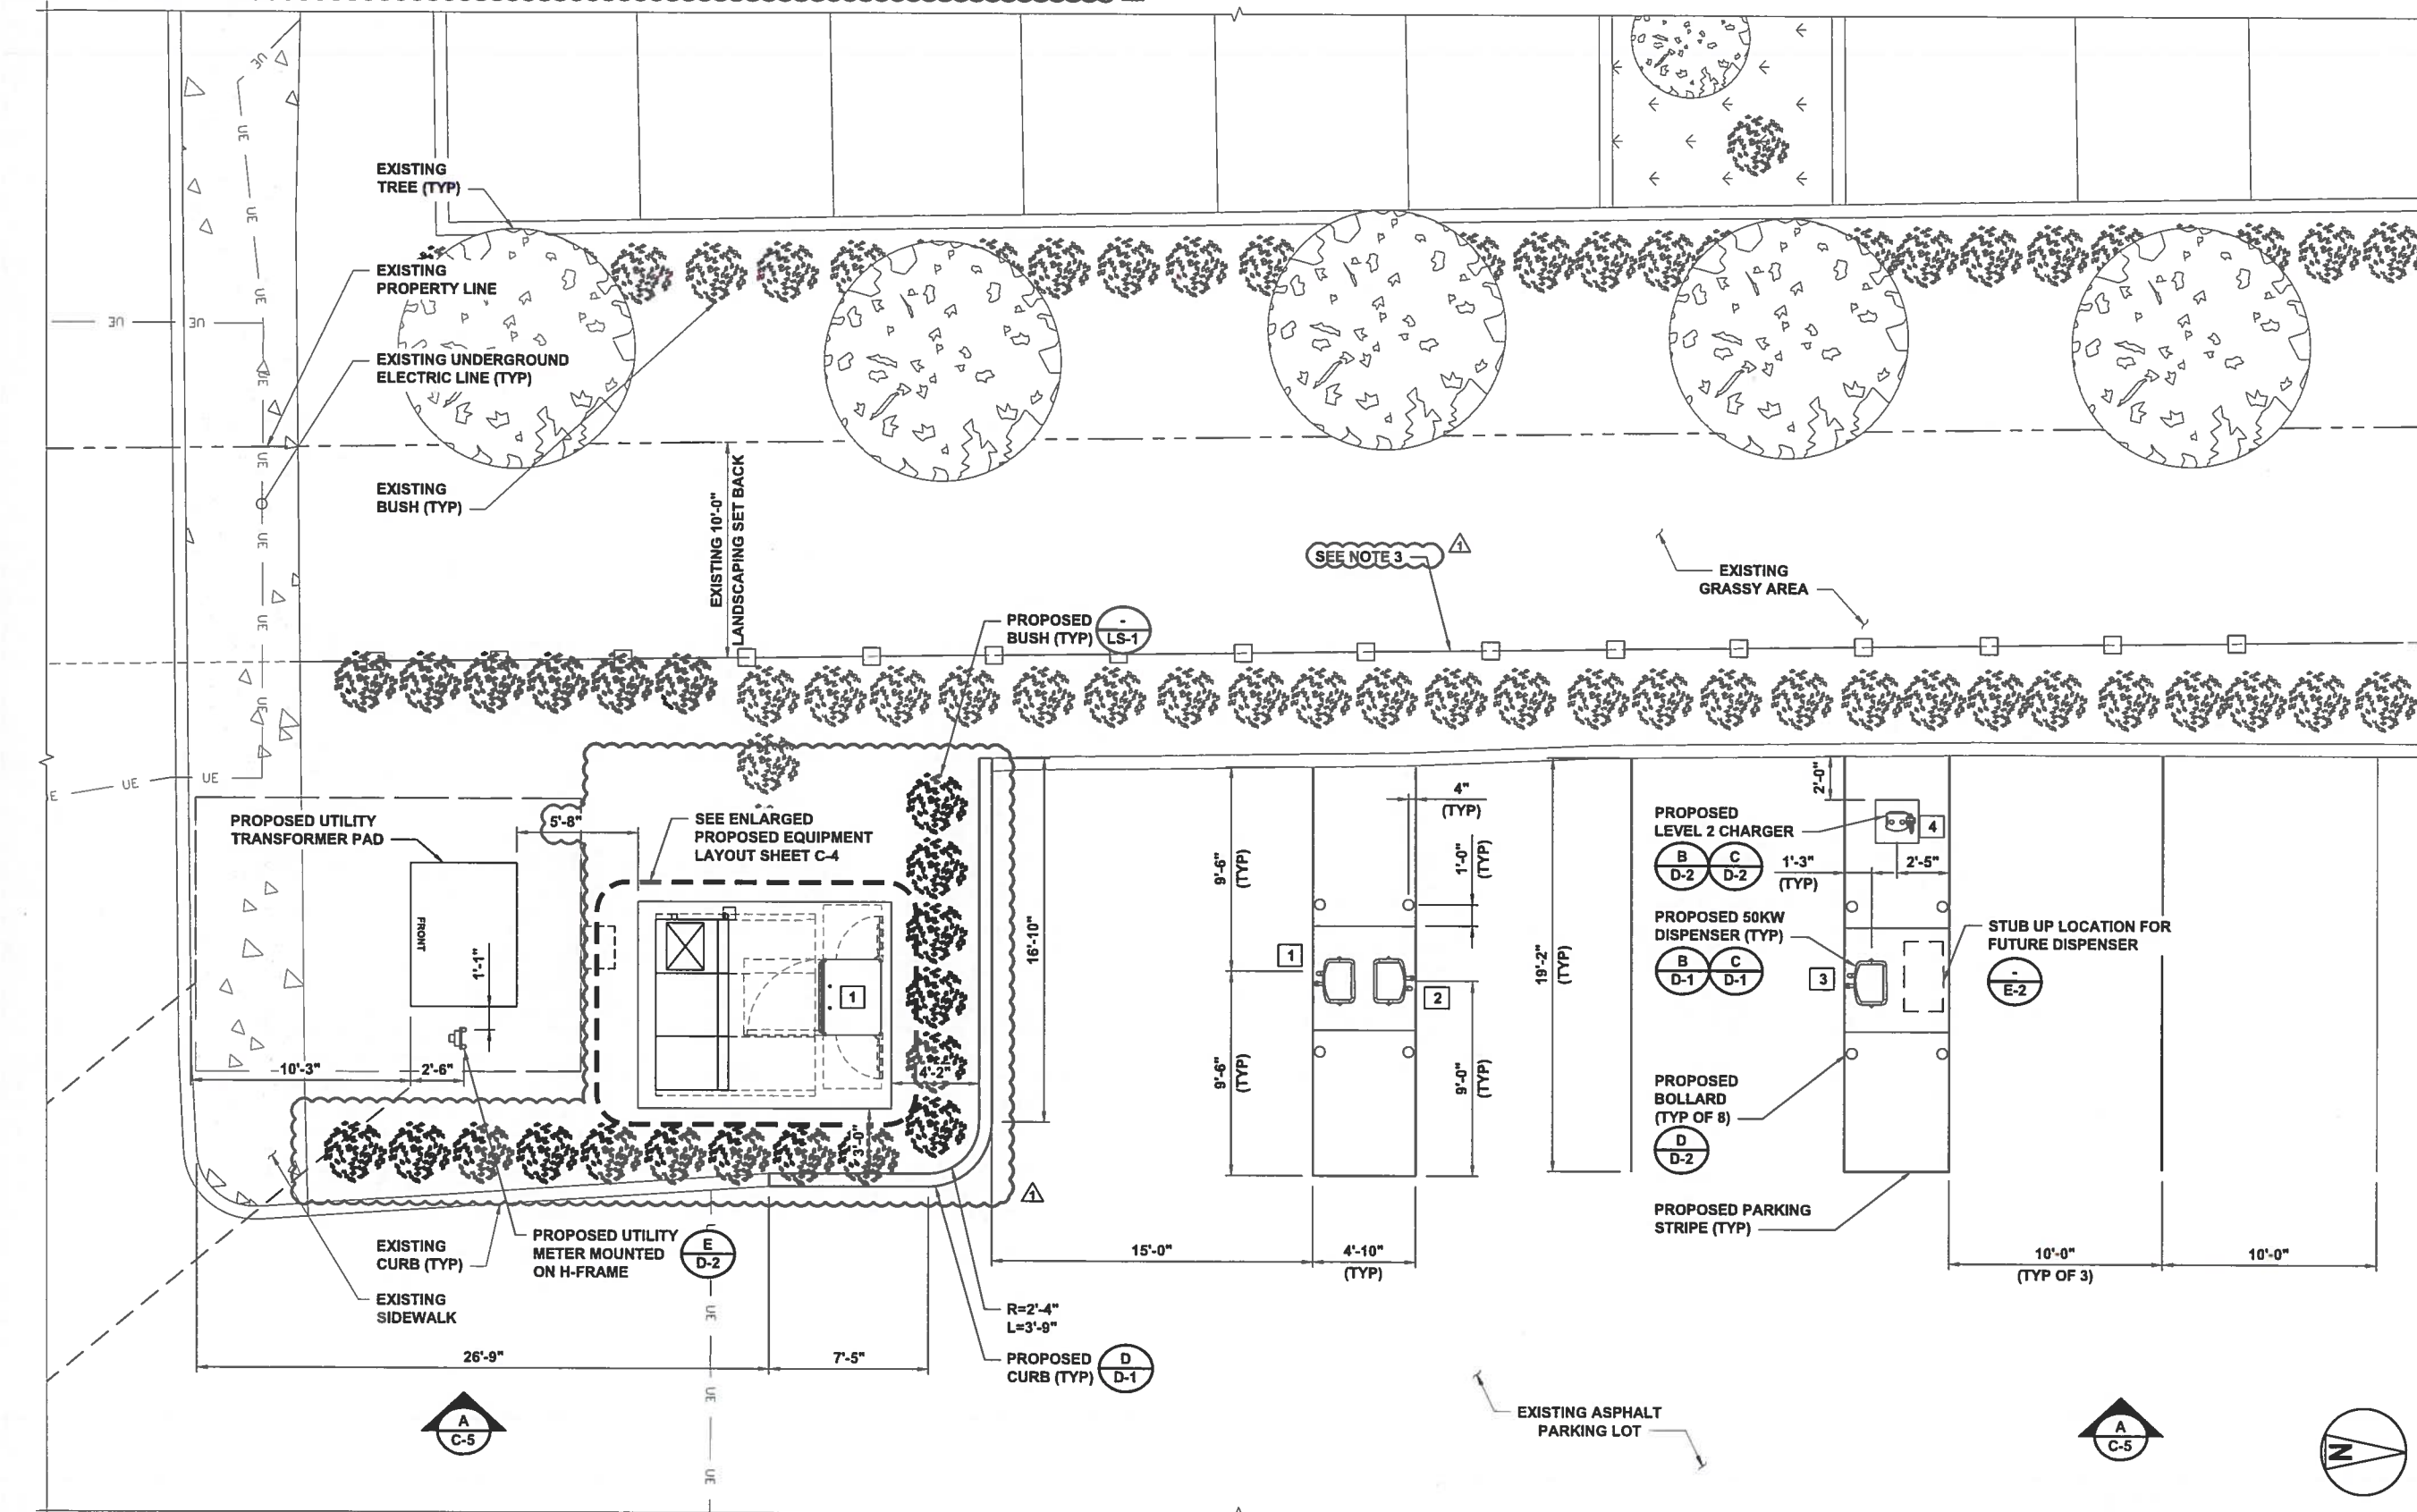 EXISTING
TREE (TYP)
EXISTING
PROPERTY LINE
EXISTING UNDERGROUND
ELECTRIC LINE (TYP)
EXISTING
BUSH (TYP)
UE
UE
UE
UE
UE
UE
UE
UE
UE
UE
UE
UE
UE
UE
EXISTING 10'-0"
LANDSCAPING SET BACK
SEE NOTE 3
1
EXISTING
GRASSY AREA
PROPOSED
BUSH (TYP)
-
LS-1
PROPOSED UTILITY
TRANSFORMER PAD
5'-8"
SEE ENLARGED
PROPOSED EQUIPMENT
LAYOUT SHEET C-4
FRONT
1'-1"
1
10'-3"
2'-6"
4'-2"
3'-0"
16'-10"
1
9'-6"
(TYP)
9'-6"
(TYP)
4"
(TYP)
1'-0"
(TYP)
1
2
9'-0"
(TYP)
19'-2"
(TYP)
2'-0"
PROPOSED
LEVEL 2 CHARGER
B
D-2
C
D-2
4
1'-3"
(TYP)
2'-5"
PROPOSED 50KW
DISPENSER (TYP)
B
D-1
C
D-1
3
STUB UP LOCATION FOR
FUTURE DISPENSER
-
E-2
PROPOSED
BOLLARD
(TYP OF 8)
D
D-2
PROPOSED PARKING
STRIPE (TYP)
EXISTING
CURB (TYP)
PROPOSED UTILITY
METER MOUNTED
ON H-FRAME
E
D-2
EXISTING
SIDEWALK
UE
UE
UE
15'-0"
4'-10"
(TYP)
10'-0"
(TYP OF 3)
10'-0"
R=2'-4"
L=3'-9"
26'-9"
7'-5"
PROPOSED
CURB (TYP)
D
D-1
A
C-5
EXISTING ASPHALT
PARKING LOT
A
C-5
N